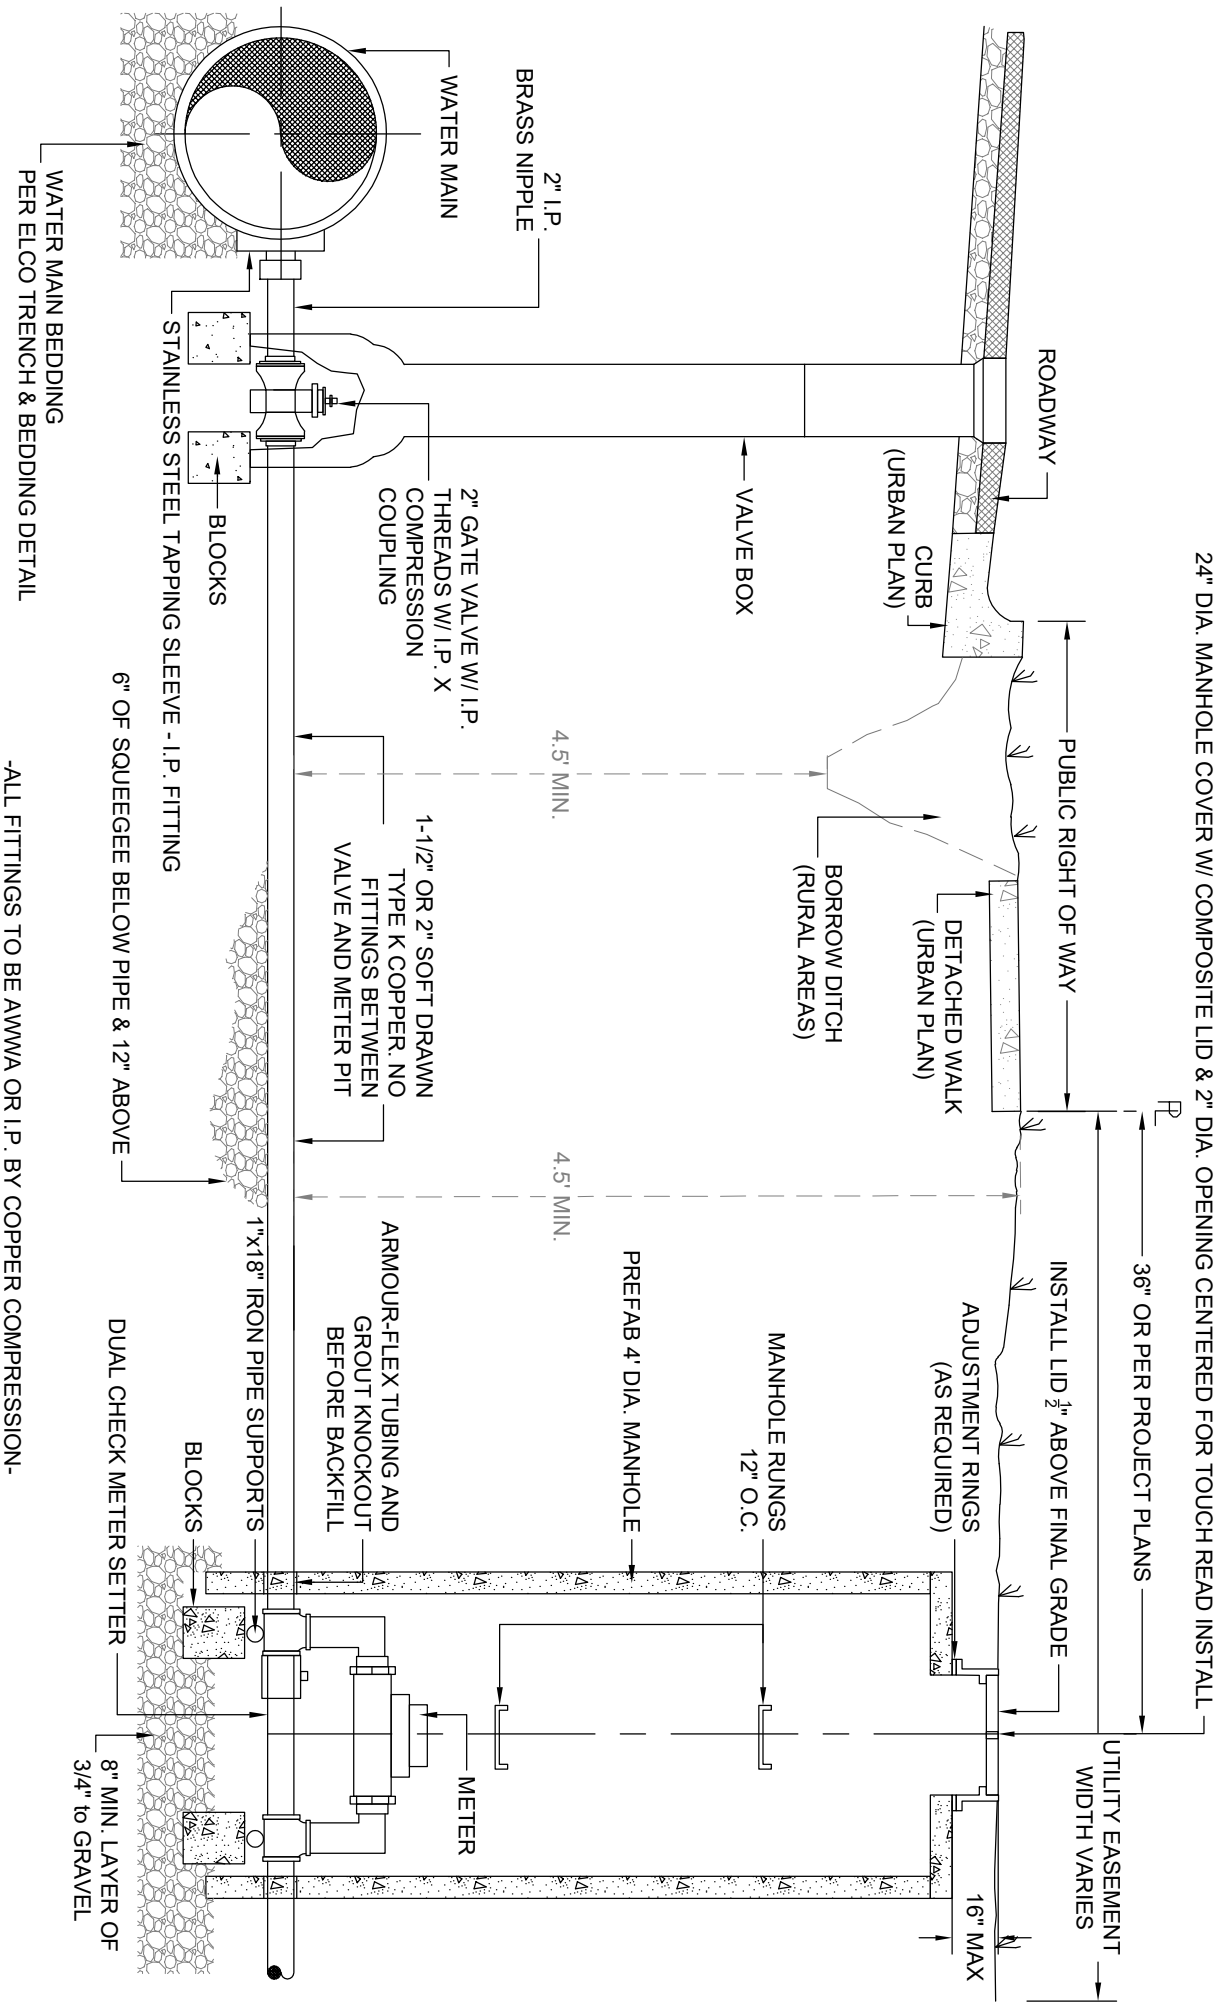 24" DIA. MANHOLE COVER W/ COMPOSITE LID & 2" DIA. OPENING CENTERED FOR TOUCH READ INSTALL
PL
36" OR PER PROJECT PLANS
UTILITY EASEMENT
WIDTH VARIES
PUBLIC RIGHT OF WAY
INSTALL LID 1/2" ABOVE FINAL GRADE
ROADWAY
CURB
(URBAN PLAN)
DETACHED WALK
(URBAN PLAN)
ADJUSTMENT RINGS
(AS REQUIRED)
16" MAX
BORROW DITCH
(RURAL AREAS)
VALVE BOX
MANHOLE RUNGS
12" O.C.
PREFAB 4' DIA. MANHOLE
4.5' MIN.
4.5' MIN.
2" I.P.
BRASS NIPPLE
WATER MAIN
2" GATE VALVE W/ I.P.
THREADS W/ I.P. X
COMPRESSION
COUPLING
1-1/2" OR 2" SOFT DRAWN
TYPE K COPPER. NO
FITTINGS BETWEEN
VALVE AND METER PIT
ARMOUR-FLEX TUBING AND
GROUT KNOCKOUT
BEFORE BACKFILL
METER
1"x18" IRON PIPE SUPPORTS
BLOCKS
BLOCKS
STAINLESS STEEL TAPPING SLEEVE - I.P. FITTING
6" OF SQUEEGEE BELOW PIPE & 12" ABOVE
DUAL CHECK METER SETTER
8" MIN. LAYER OF
3/4" to GRAVEL
WATER MAIN BEDDING
PER ELCO TRENCH & BEDDING DETAIL
-ALL FITTINGS TO BE AWWA OR I.P. BY COPPER COMPRESSION-